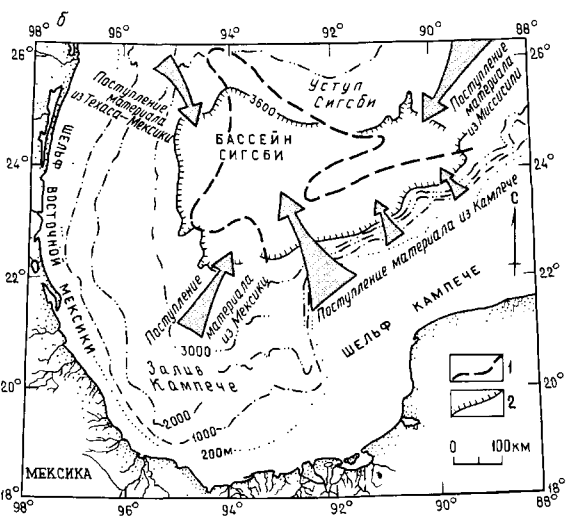 б
98° 96° 94° 92° 90° 88°
26° 26°
Поступление
материала
из Техаса-Мексики
3600
Уступ
Сигсби
Поступление
материала
из Миссисипи
БАССЕЙН
СИГСБИ
24° 24°
ШЕЛЬФ ВОСТОЧНОЙ МЕКСИКИ
С
22° 22°
Поступление
материала
из Мексики
Поступление материала из Кампече
ШЕЛЬФ КАМПЕЧЕ
3000
Залив
Кампече
20° 20°
2000
1000
200м
1
2
0 100км
МЕКСИКА
18° 18°
98° 96° 94° 92° 90° 88°